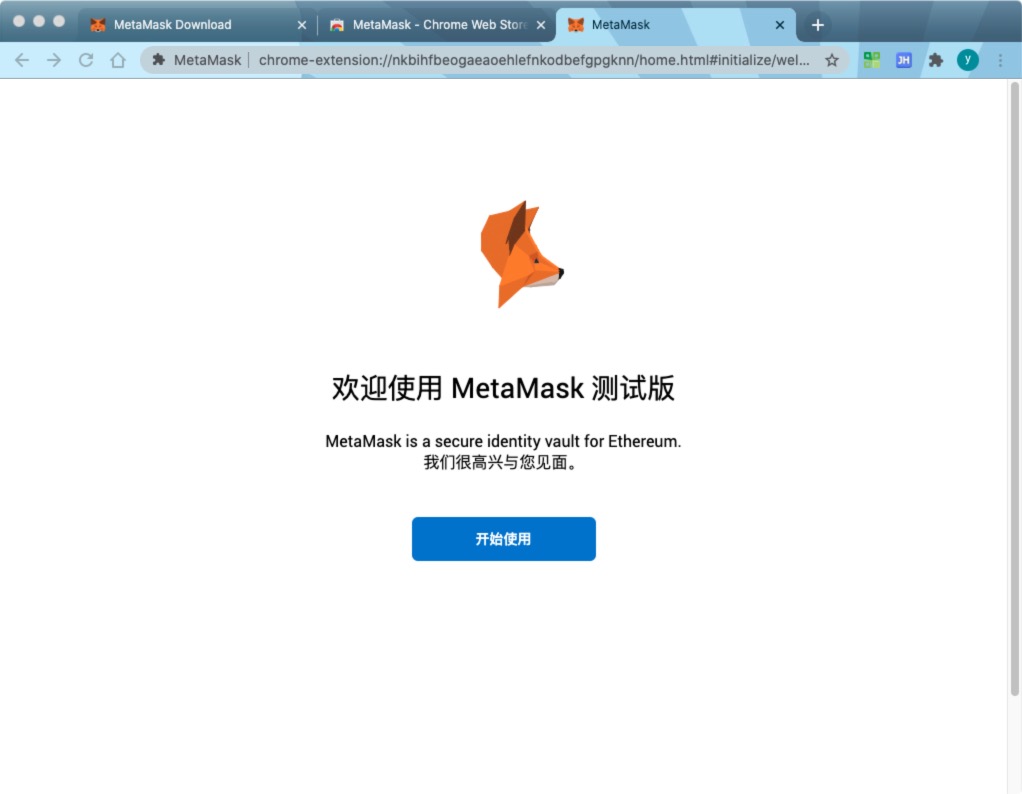 MetaMask Download
MetaMask - Chrome Web Store
MetaMask
MetaMask
chrome-extension://nkbihfbeogaeaoehlefnkodbefgpgknn/home.html#initialize/wel...
JH
y
欢迎使用 MetaMask 测试版
MetaMask is a secure identity vault for Ethereum.
我们很高兴与您见面。
开始使用